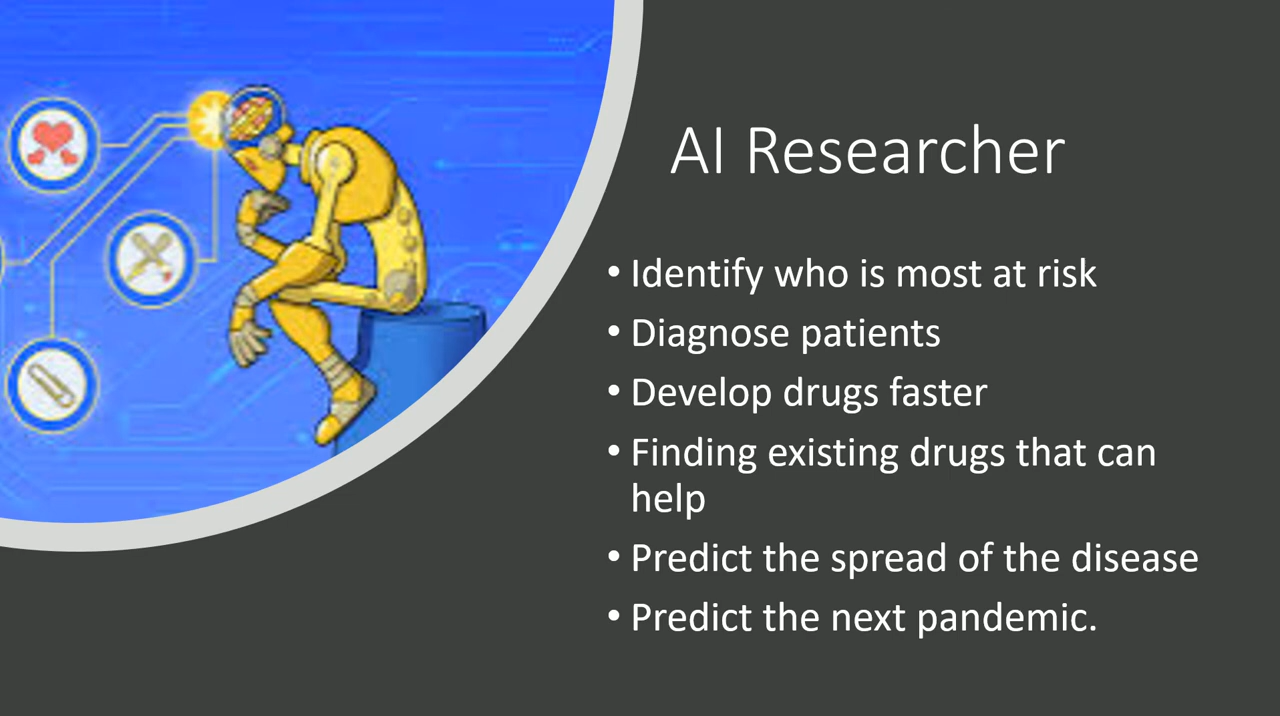 AI Researcher
• Identify who is most at risk
• Diagnose patients
• Develop drugs faster
• Finding existing drugs that can
help
• Predict the spread of the disease
• Predict the next pandemic.